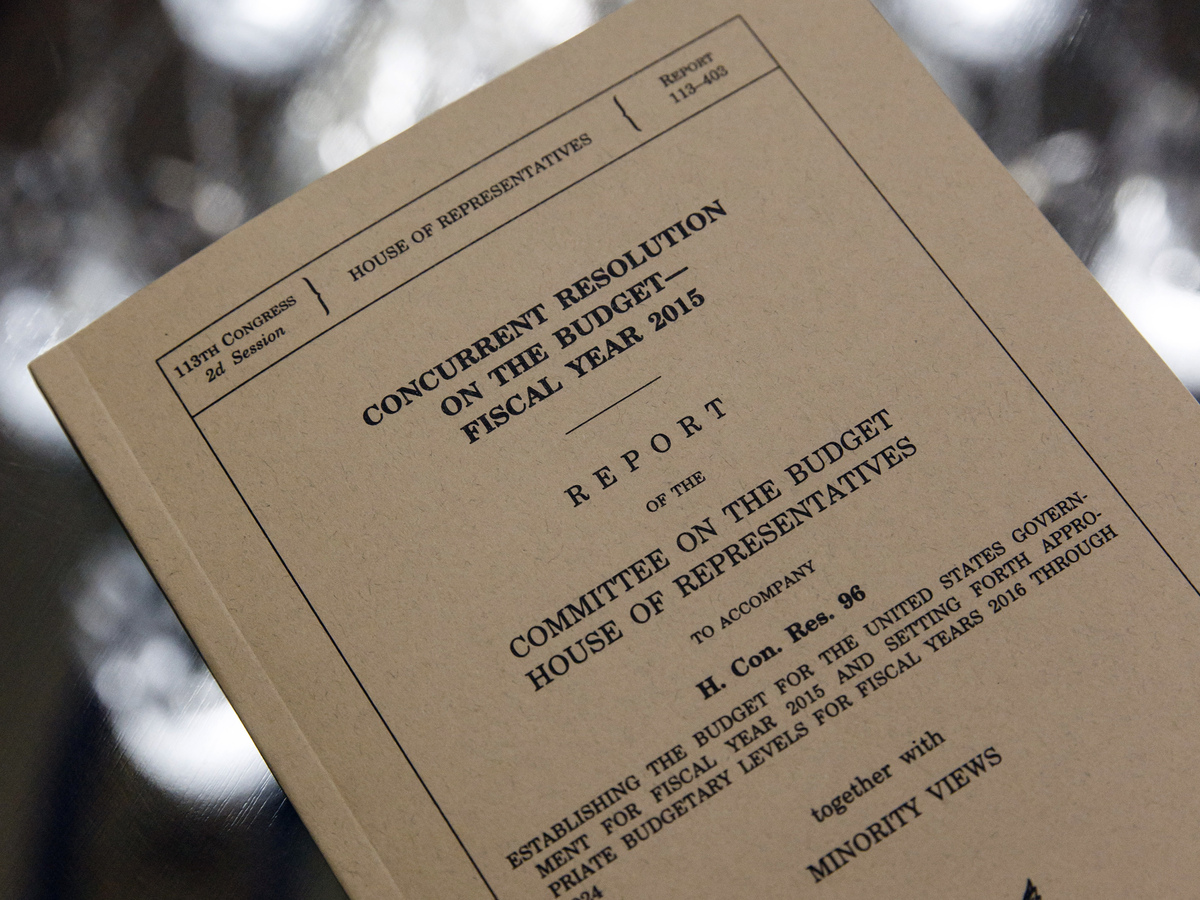 113TH CONGRESS
2d Session
HOUSE OF REPRESENTATIVES
REPORT
113–403
CONCURRENT RESOLUTION
ON THE BUDGET—
FISCAL YEAR 2015
REPORT
OF THE
COMMITTEE ON THE BUDGET
HOUSE OF REPRESENTATIVES
TO ACCOMPANY
H. Con. Res. 96
ESTABLISHING THE BUDGET FOR THE UNITED STATES GOVERN-
MENT FOR FISCAL YEAR 2015 AND SETTING FORTH APPRO-
PRIATE BUDGETARY LEVELS FOR FISCAL YEARS 2016 THROUGH
together with
MINORITY VIEWS